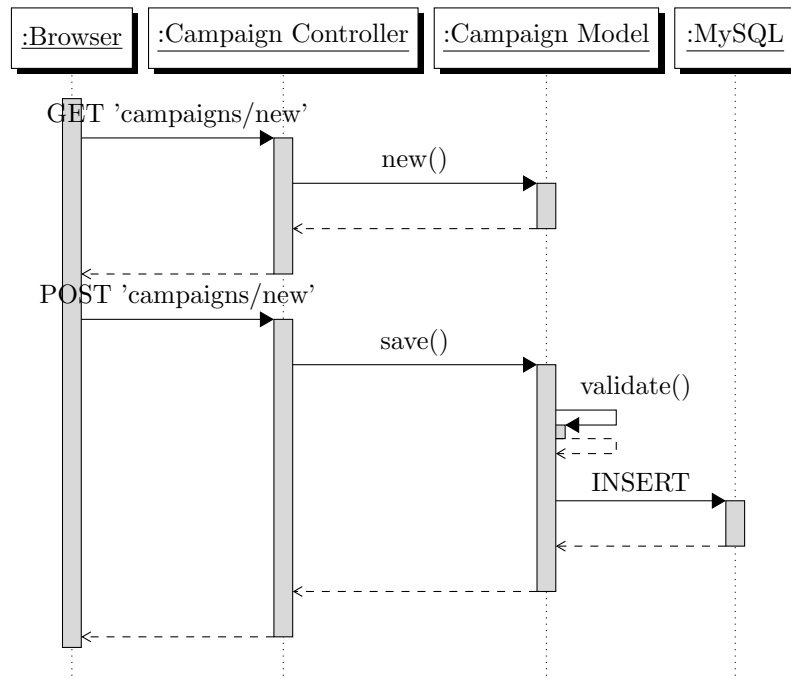 :Browser
:Campaign Controller
:Campaign Model
:MySQL
GET 'campaigns/new'
new()
POST 'campaigns/new'
save()
validate()
INSERT